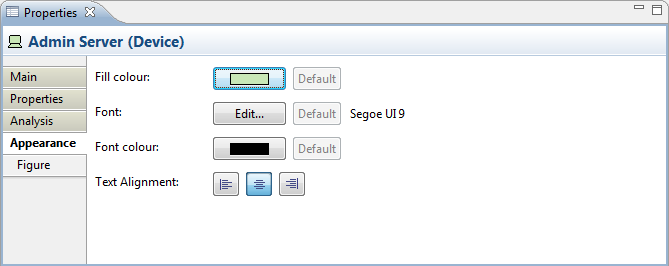 Properties
Admin Server (Device)
Main
Properties
Analysis
Appearance
Figure
Fill colour: Default
Font: Edit... Default Segoe UI 9
Font colour: Default
Text Alignment: